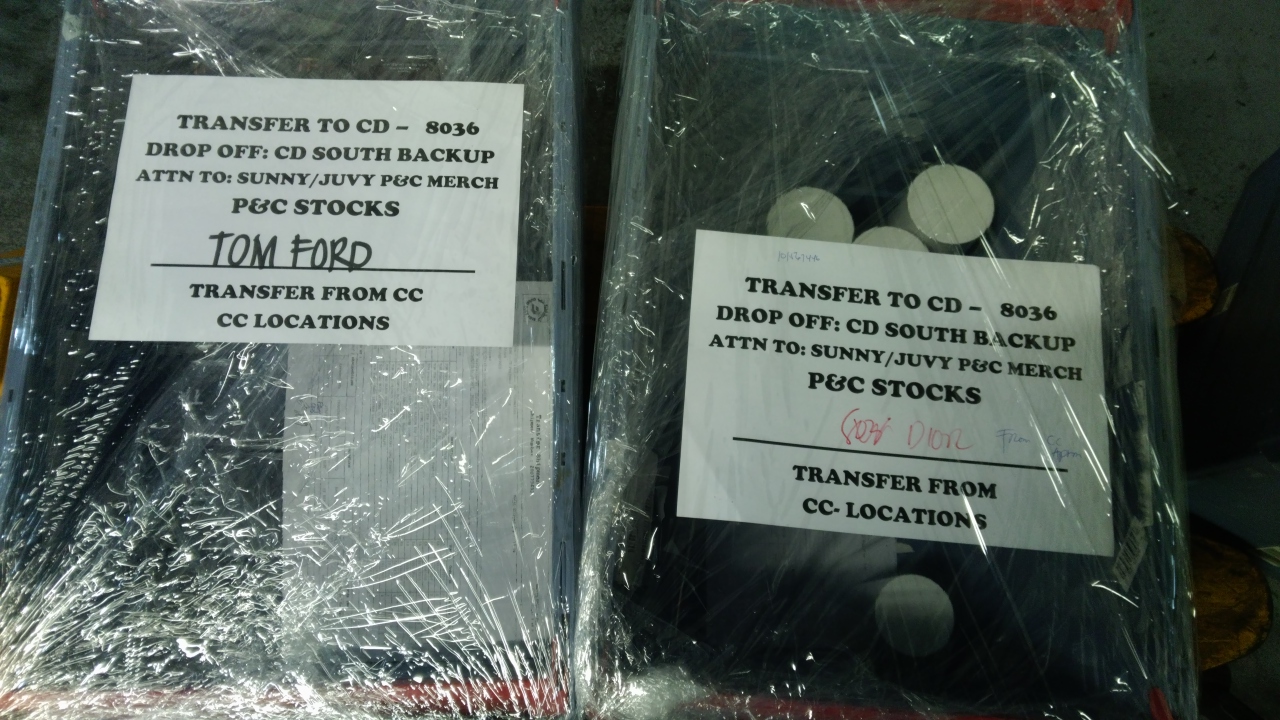 TRANSFER TO CD – 8036
DROP OFF: CD SOUTH BACKUP
ATTN TO: SUNNY/JUVY P&C MERCH
P&C STOCKS
TOM FORD
TRANSFER FROM CC
CC LOCATIONS
TRANSFER TO CD – 8036
DROP OFF: CD SOUTH BACKUP
ATTN TO: SUNNY/JUVY P&C MERCH
P&C STOCKS
DIOR From CC
TRANSFER FROM
CC- LOCATIONS